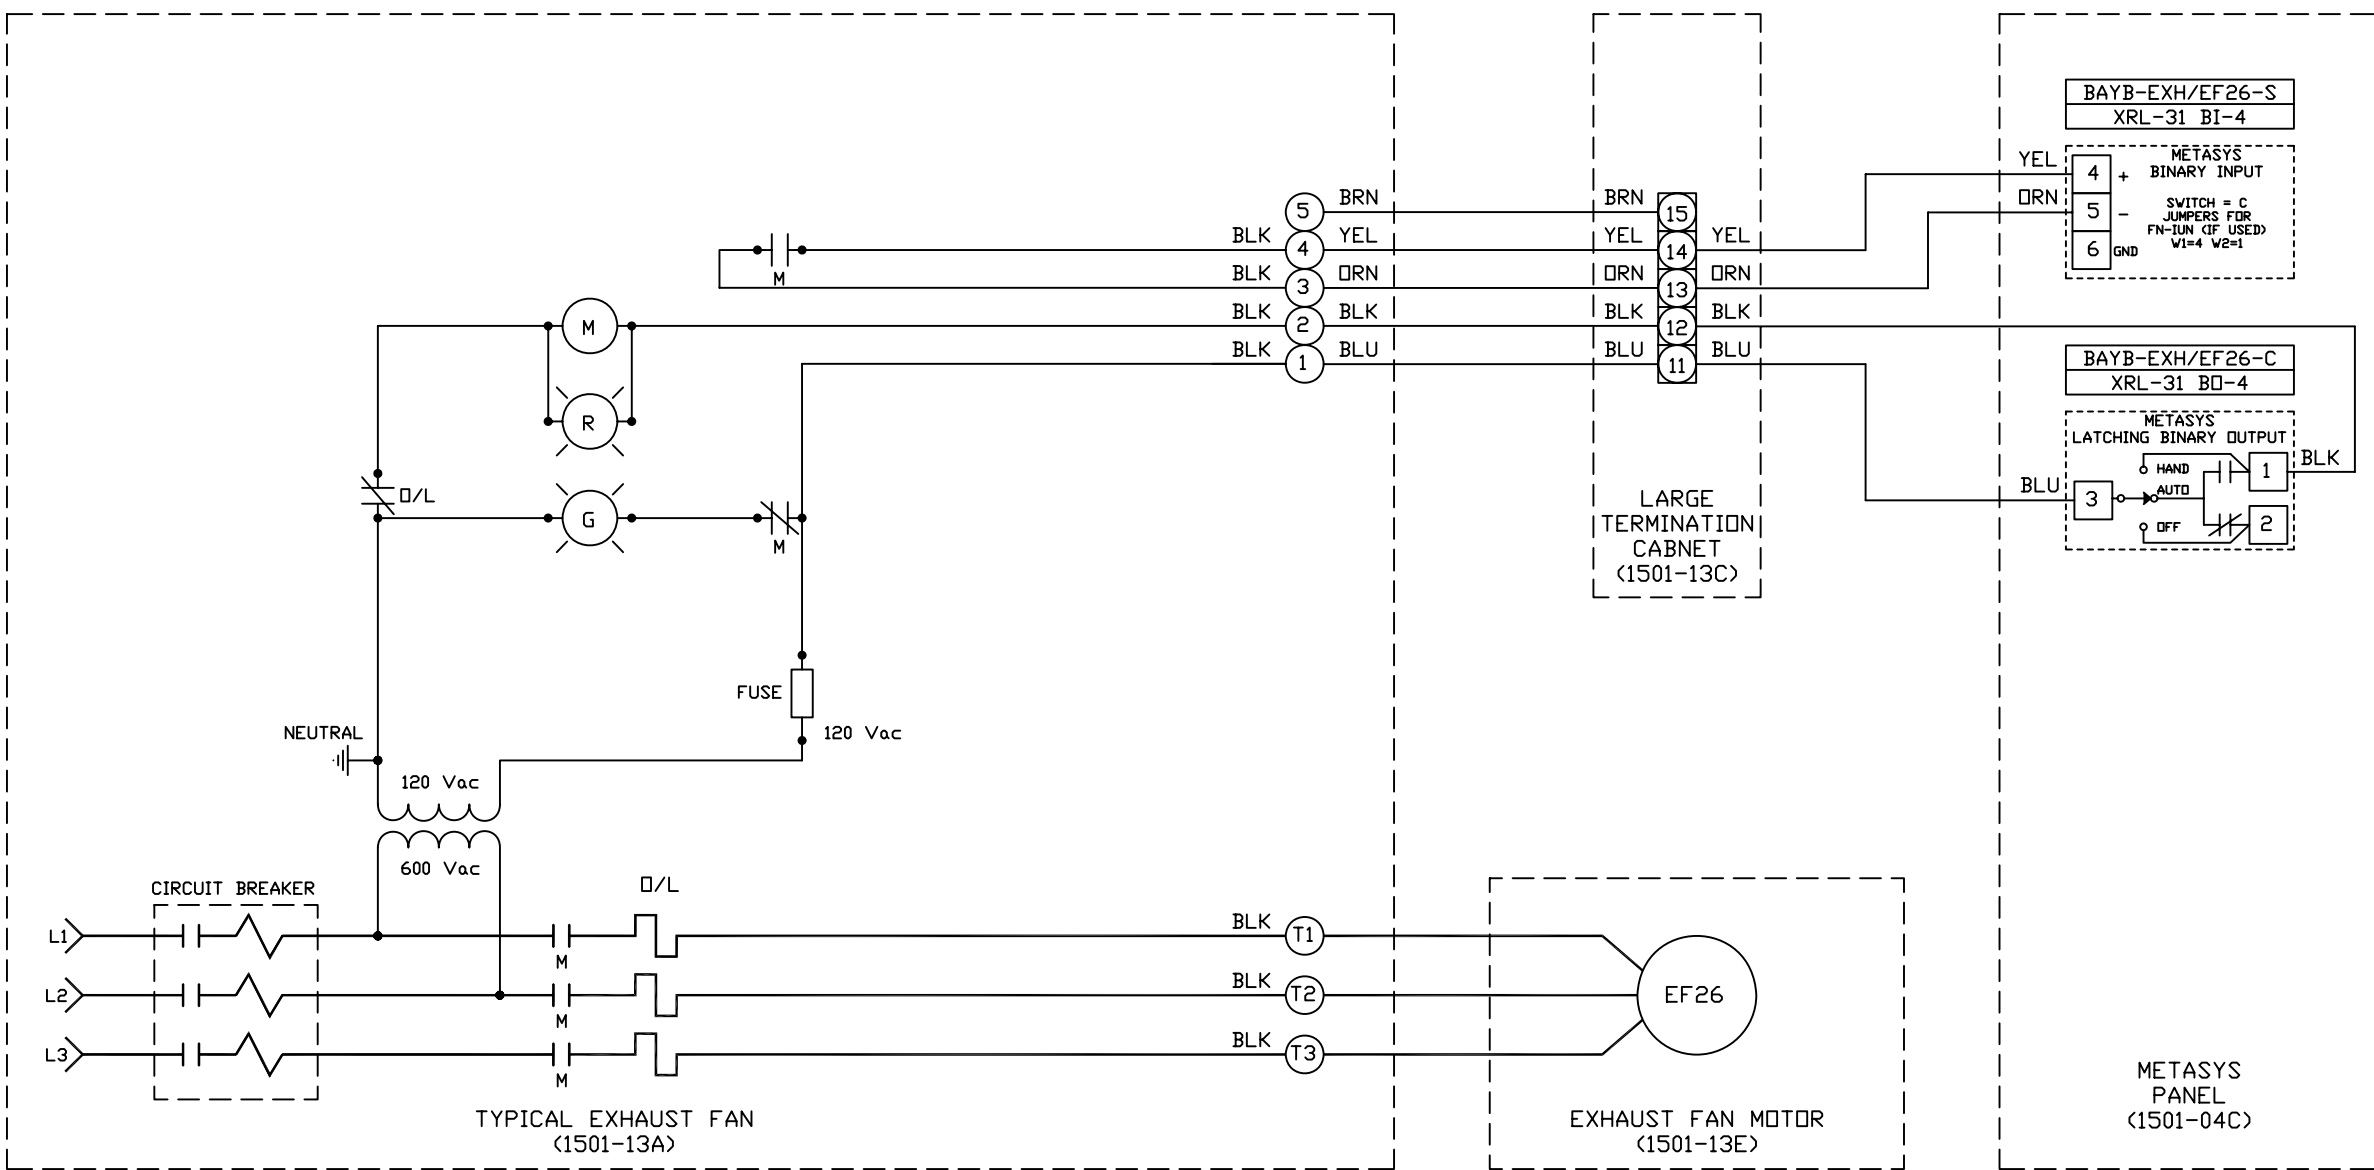 BAYB-EXH/EF26-S
XRL-31 BI-4
METASYS
BINARY INPUT
YEL 4 +
ORN 5 -
6 GND
SWITCH = C
JUMPERS FOR
FN-IUN (IF USED)
W1=4 W2=1
5 BRN BRN 15
BLK 4 YEL YEL 14 YEL
M
BLK 3 ORN ORN 13 ORN
M BLK 2 BLK BLK 12 BLK
BLK 1 BLU BLU 11 BLU
BAYB-EXH/EF26-C
XRL-31 BO-4
METASYS
LATCHING BINARY OUTPUT
HAND 1 BLK
BLU 3 AUTO
OFF 2
R
O/L
G
M
LARGE
TERMINATION
CABNET
(1501-13C)
FUSE
120 Vac
NEUTRAL
120 Vac
600 Vac
CIRCUIT BREAKER
O/L
L1 M BLK T1
L2 M BLK T2 EF26
L3 M BLK T3
TYPICAL EXHAUST FAN
(1501-13A)
EXHAUST FAN MOTOR
(1501-13E)
METASYS
PANEL
(1501-04C)